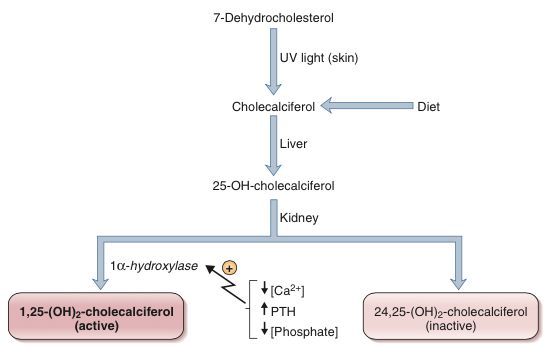 7-Dehydrocholesterol
UV light (skin)
Cholecalciferol
Diet
Liver
25-OH-cholecalciferol
Kidney
1α-hydroxylase
+
↓ [Ca²⁺]
↑ PTH
↓ [Phosphate]
1,25-(OH)₂-cholecalciferol
(active)
24,25-(OH)₂-cholecalciferol
(inactive)